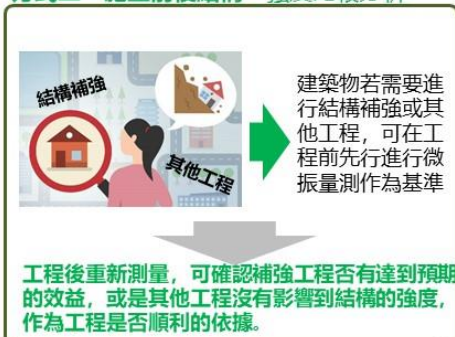 結構補強
其他工程
建築物若需要進
行結構補強或其
他工程，可在工
程前先行進行微
振量測作為基準
工程後重新測量，可確認補強工程否有達到預期
的效益，或是其他工程沒有影響到結構的強度，
作為工程是否順利的依據。